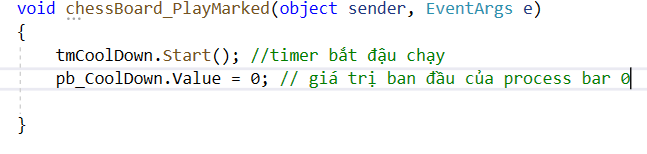 void chessBoard_PlayMarked(object sender, EventArgs e)
{
tmCoolDown.Start(); //timer bắt đậu chạy
pb_CoolDown.Value = 0; // giá trị ban đầu của process bar 0
}